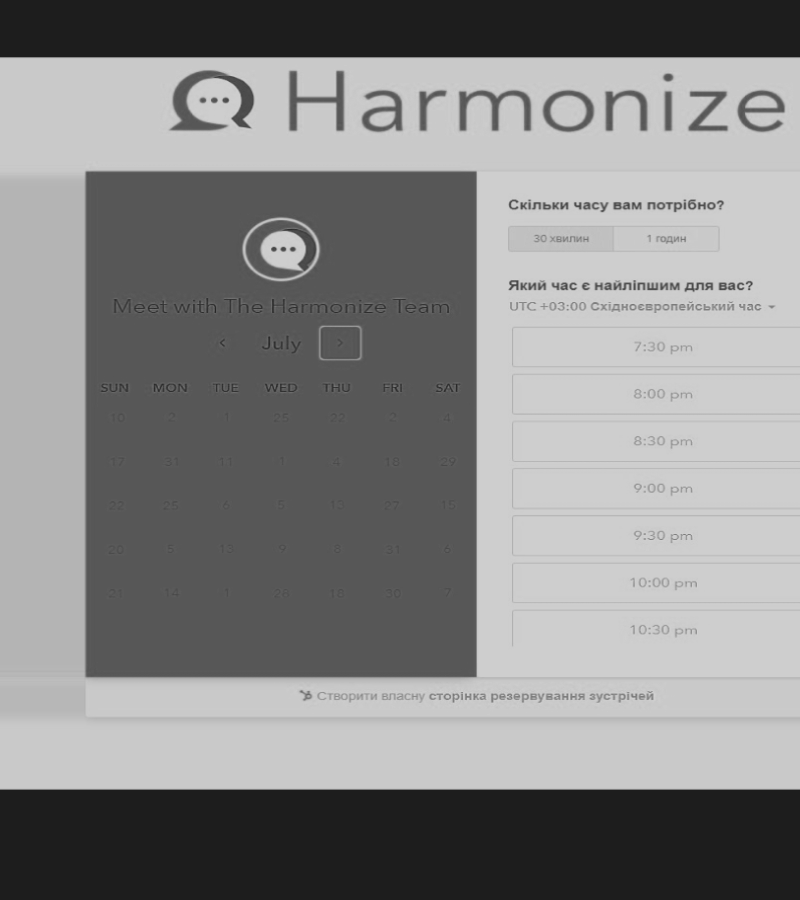 Harmonize
Meet with The Harmonize Team
< July >
SUN MON TUE WED THU FRI SAT
10 2 1 25 22 2 4
17 31 11 1 4 18 29
22 25 6 5 13 27 15
20 5 13 9 8 31 6
21 14 1 28 18 30 7
Скільки часу вам потрібно?
30 хвилин 1 годин
Який час є найліпшим для вас?
UTC +03:00 Східноєвропейський час
7:30 pm
8:00 pm
8:30 pm
9:00 pm
9:30 pm
10:00 pm
10:30 pm
Створити власну сторінка резервування зустрічей